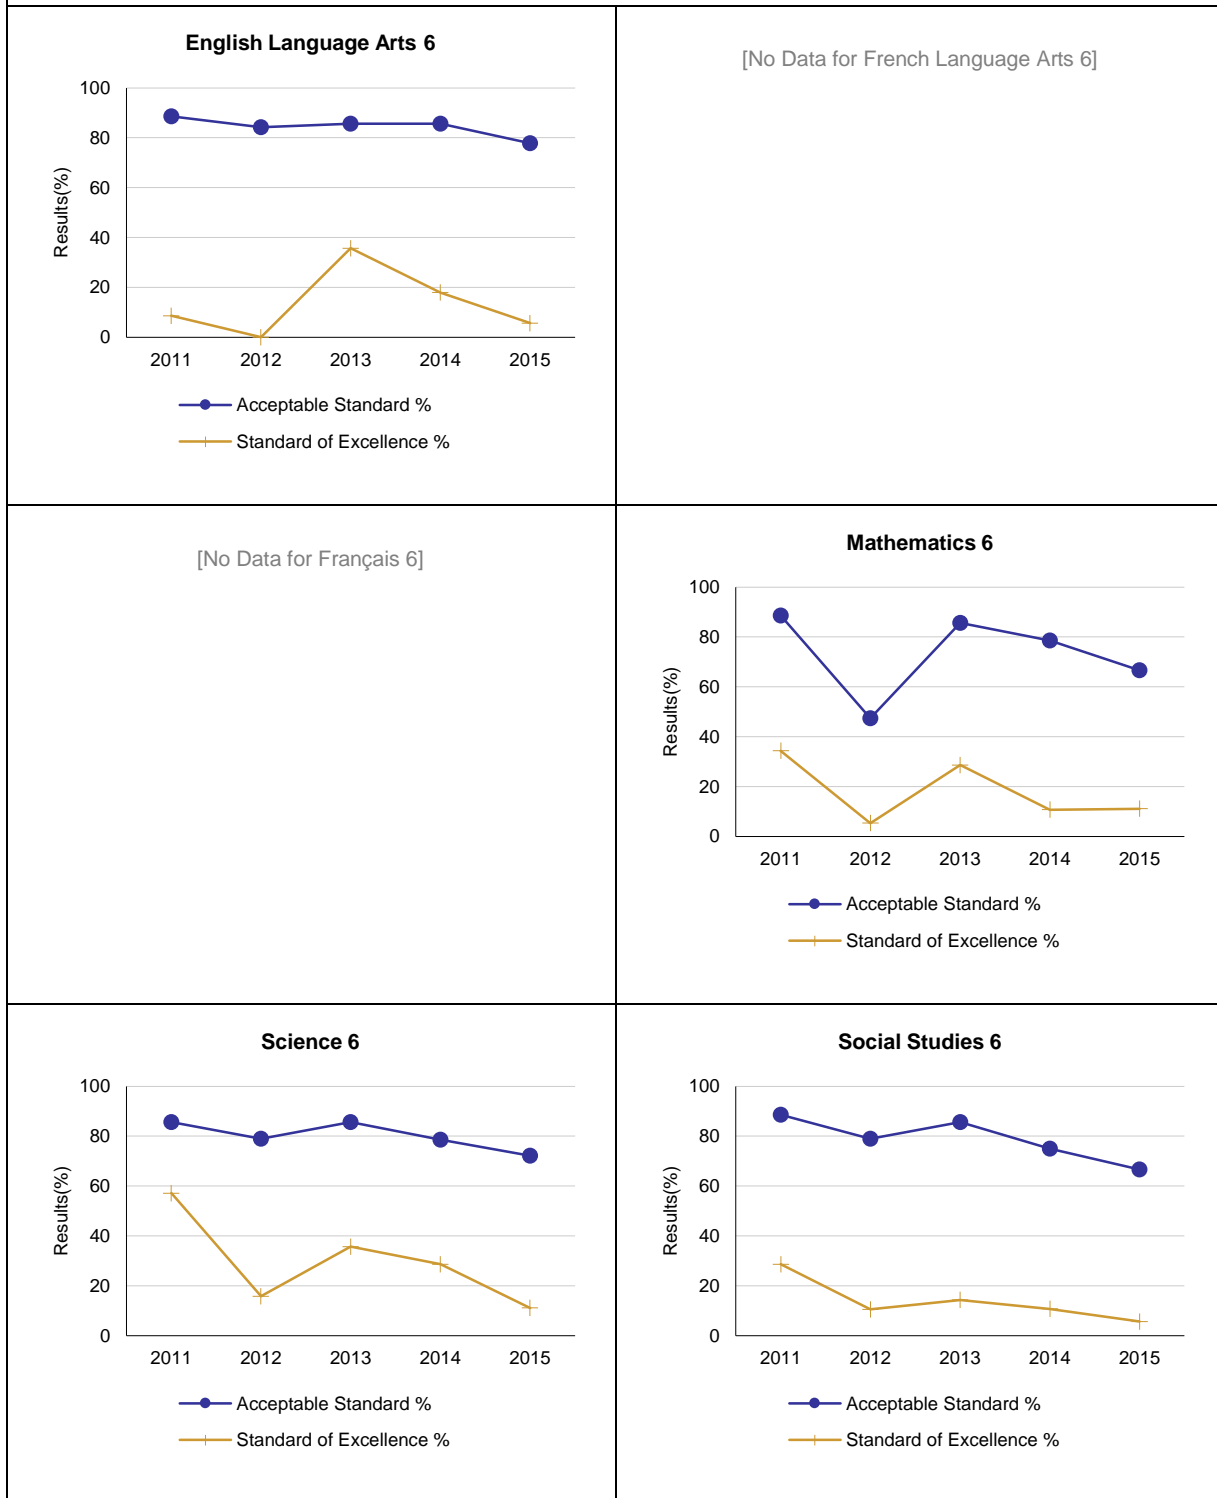 English Language Arts 6
100
80
60
40
20
0
Results(%)
2011 2012 2013 2014 2015
Acceptable Standard %
Standard of Excellence %
[No Data for French Language Arts 6]
[No Data for Français 6]
Mathematics 6
100
80
60
40
20
0
Results(%)
2011 2012 2013 2014 2015
Acceptable Standard %
Standard of Excellence %
Science 6
100
80
60
40
20
0
Results(%)
2011 2012 2013 2014 2015
Acceptable Standard %
Standard of Excellence %
Social Studies 6
100
80
60
40
20
0
Results(%)
2011 2012 2013 2014 2015
Acceptable Standard %
Standard of Excellence %